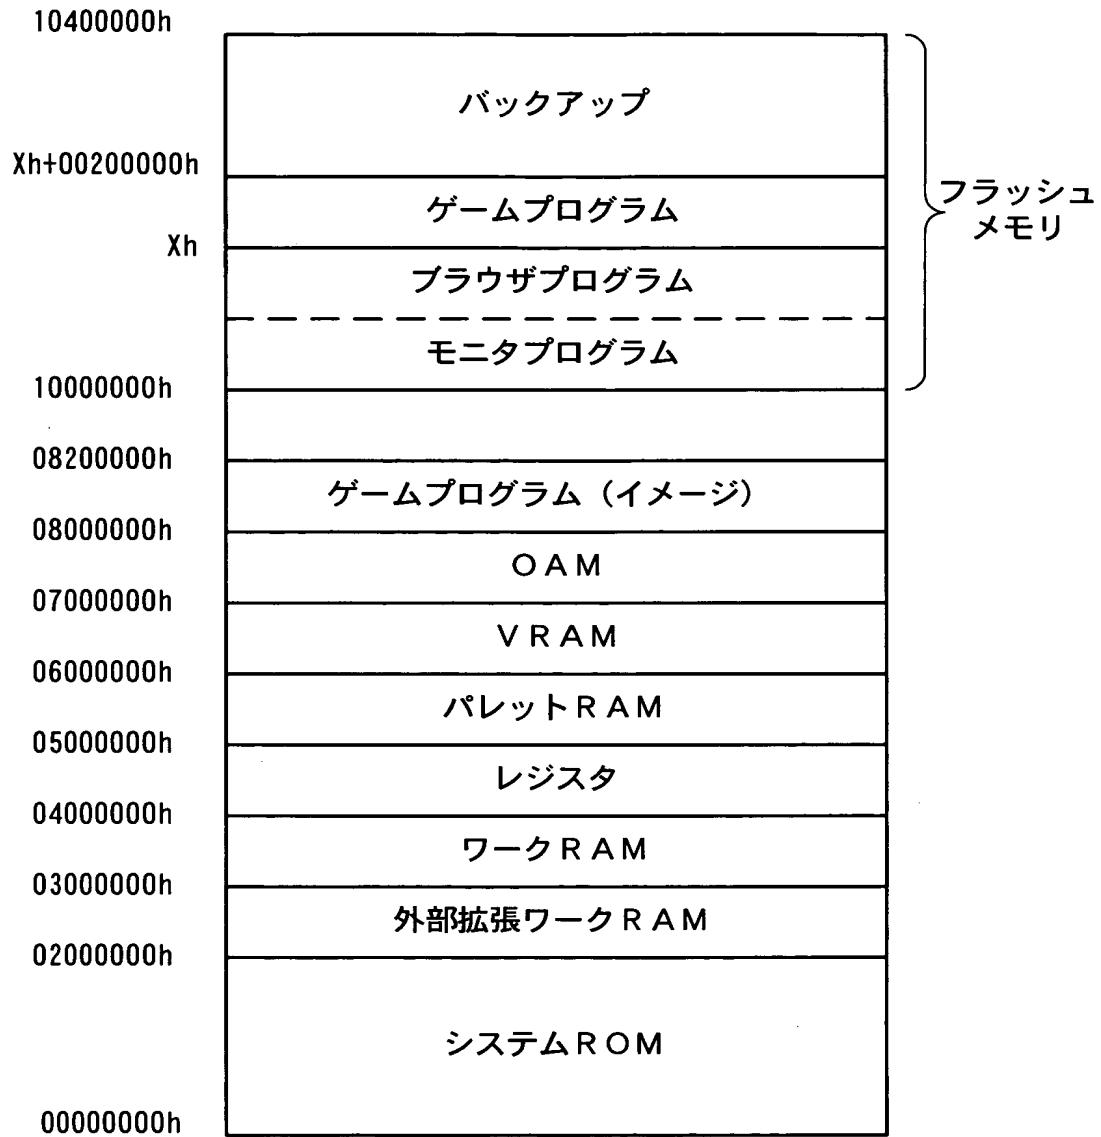 10400000h
バックアップ
Xh+00200000h
ゲームプログラム
フラッシュ
メモリ
Xh
ブラウザプログラム
モニタプログラム
10000000h
08200000h
ゲームプログラム（イメージ）
08000000h
ＯＡＭ
07000000h
ＶＲＡＭ
06000000h
パレットＲＡＭ
05000000h
レジスタ
04000000h
ワークＲＡＭ
03000000h
外部拡張ワークＲＡＭ
02000000h
システムＲＯＭ
00000000h